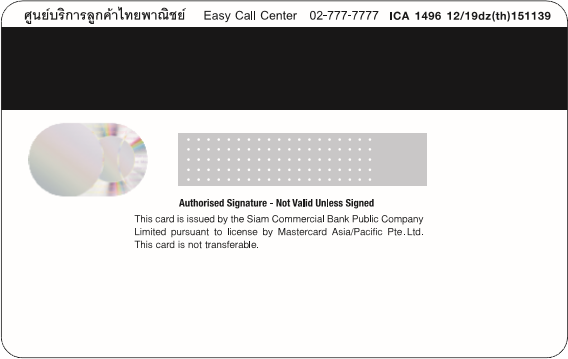 ศูนย์บริการลูกค้าไทยพาณิชย์ Easy Call Center 02-777-7777 ICA 1496 12/19dz(th)151139
Authorised Signature - Not Valid Unless Signed
This card is issued by the Siam Commercial Bank Public Company
Limited pursuant to license by Mastercard Asia/Pacific Pte.Ltd.
This card is not transferable.